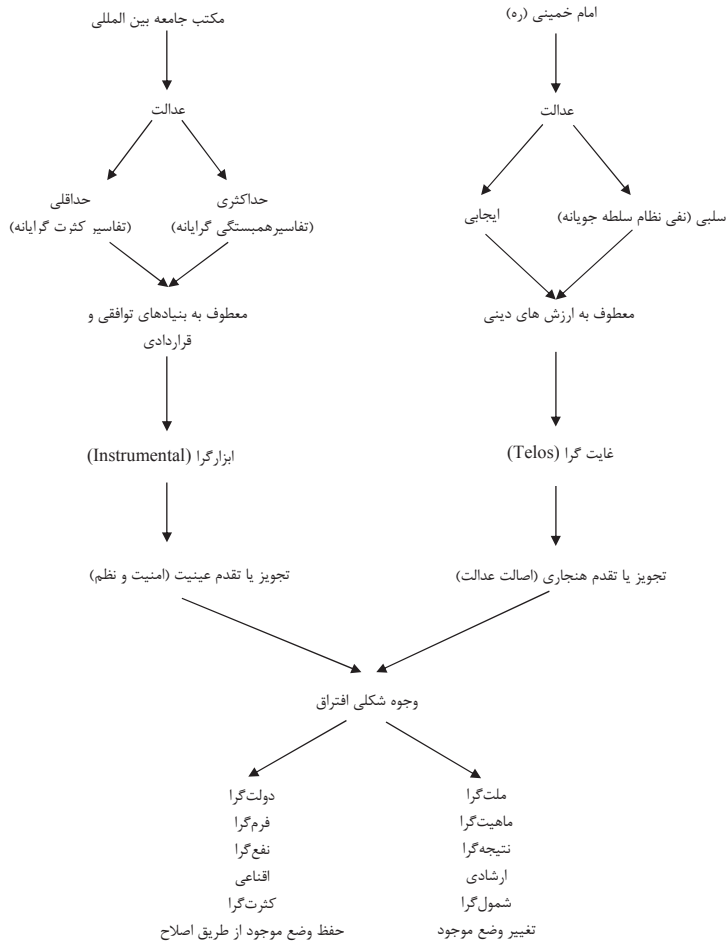 امام خمینی (ره)
مکتب جامعه بین المللی
عدالت
عدالت
سلبی (نفی نظام سلطه جویانه)
ایجابی
حداکثری
(تفاسیرهمبستگی گرایانه)
حداقلی
(تفاسیر کثرت گرایانه)
معطوف به ارزش های دینی
معطوف به بنیادهای توافقی و
قراردادی
غایت گرا (Telos)
ابزارگرا (Instrumental)
تجویز یا تقدم هنجاری (اصالت عدالت)
تجویز یا تقدم عینیت (امنیت و نظم)
وجوه شکلی افتراق
ملت‌گرا
ماهیت‌گرا
نتیجه‌گرا
ارشادی
شمول‌گرا
تغییر وضع موجود
دولت‌گرا
فرم‌گرا
نفع‌گرا
اقناعی
کثرت‌گرا
حفظ وضع موجود از طریق اصلاح